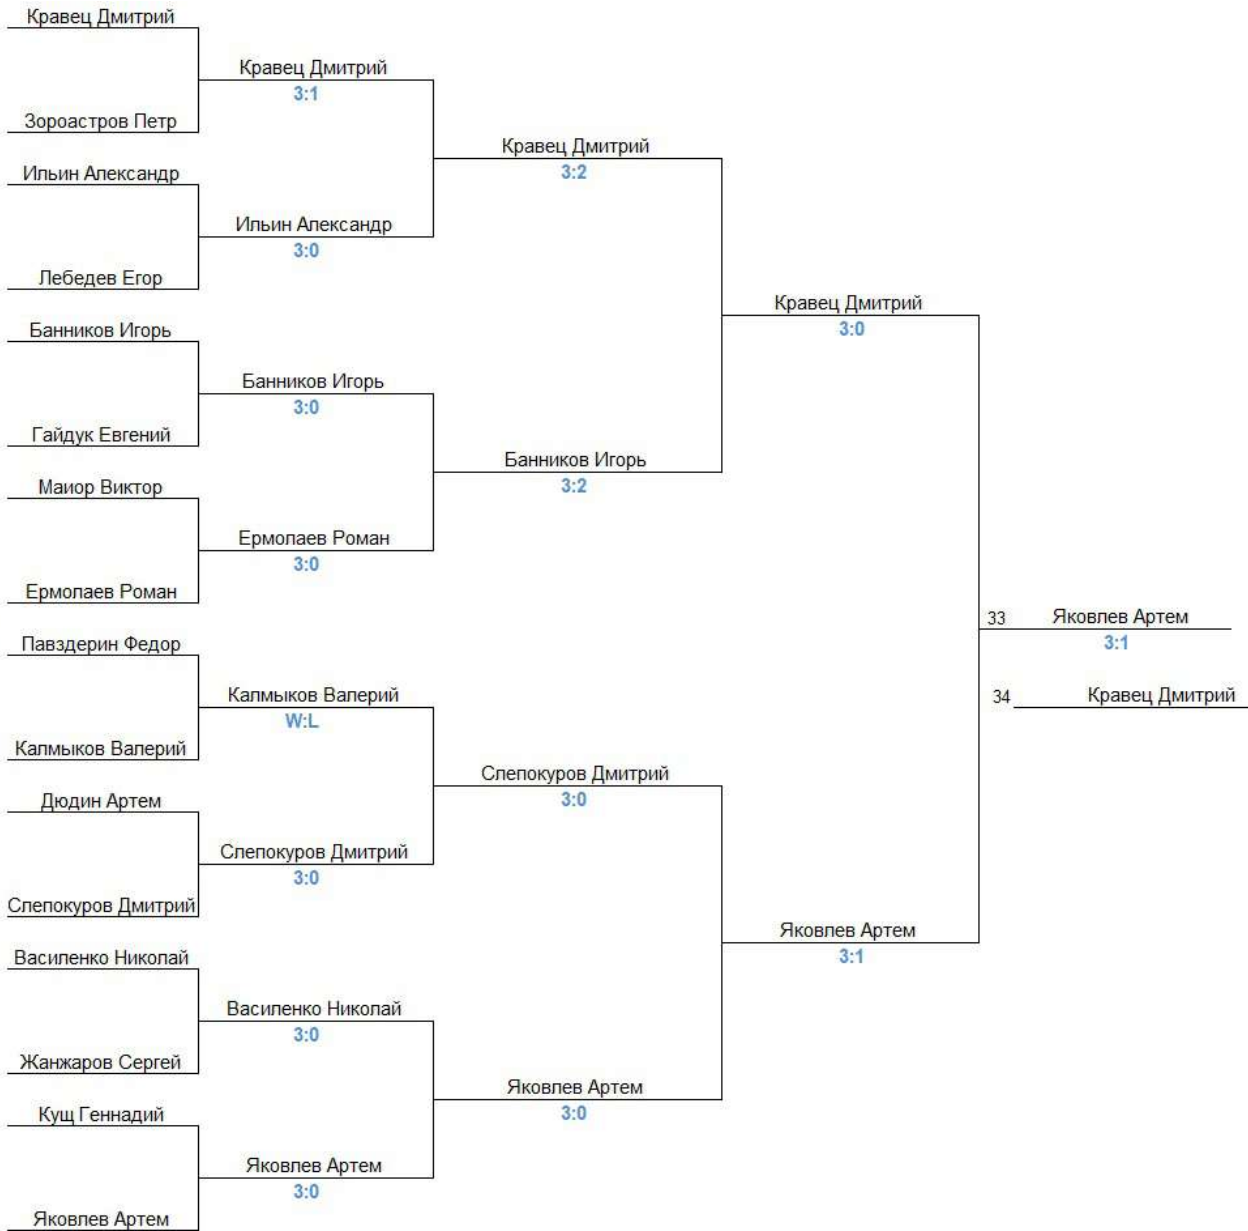 Кравец Дмитрий
Кравец Дмитрий
3:1
Зороастров Петр
Кравец Дмитрий
3:2
Ильин Александр
Ильин Александр
3:0
Лебедев Егор
Кравец Дмитрий
3:0
Банников Игорь
Банников Игорь
3:0
Гайдук Евгений
Банников Игорь
3:2
Маиор Виктор
Ермолаев Роман
3:0
Ермолаев Роман
33 Яковлев Артем
3:1
Павздерин Федор
Калмыков Валерий
W:L
34 Кравец Дмитрий
Калмыков Валерий
Слепокуров Дмитрий
3:0
Дюдин Артем
Слепокуров Дмитрий
3:0
Слепокуров Дмитрий
Яковлев Артем
3:1
Василенко Николай
Василенко Николай
3:0
Жанжаров Сергей
Яковлев Артем
3:0
Кущ Геннадий
Яковлев Артем
3:0
Яковлев Артем